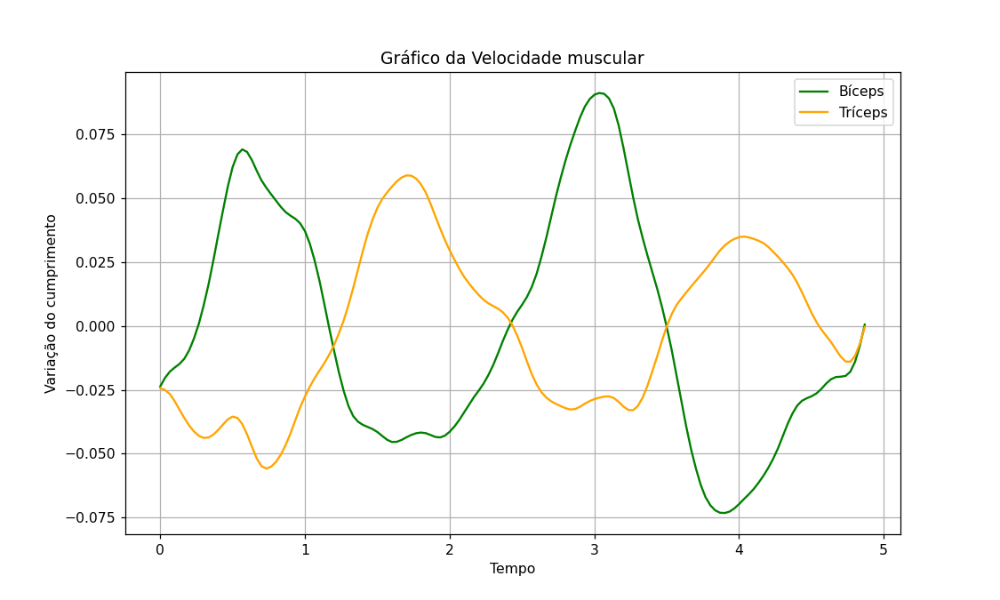 Gráfico da Velocidade muscular
Bíceps
Tríceps
Variação do cumprimento
0.075
0.050
0.025
0.000
−0.025
−0.050
−0.075
0 1 2 3 4 5
Tempo